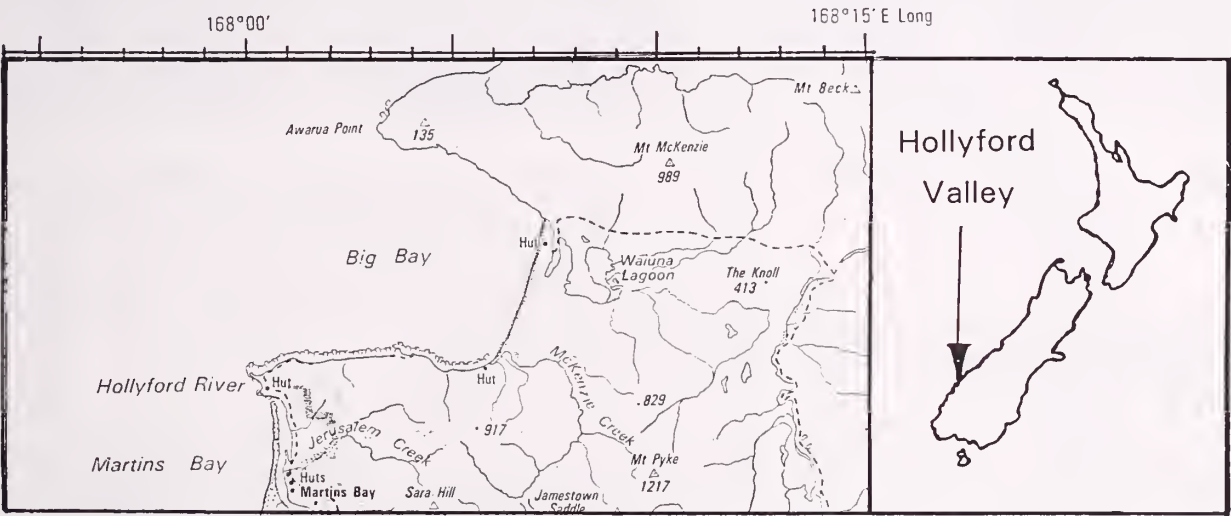 168°00'
168°15' E Long
Mt Beck
Awarua Point
135
Mt McKenzie
989
Hollyford
Valley
Hut
Big Bay
Waiuna
Lagoon
The Knoll
413
McKenzie
Creek
Hollyford River
Hut
Hut
829
917
Jerusalem
Creek
Martins Bay
Mt Pyke
1217
Huts
Martins Bay
Sara Hill
Jamestown
Saddle